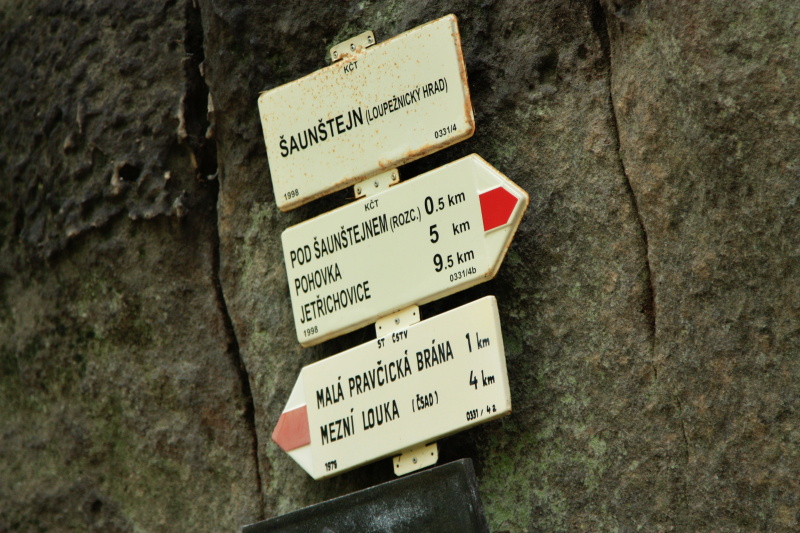 KČT
ŠAUNŠTEJN (LOUPEŽNICKÝ HRAD)
1998 0331/4
KČT
POD ŠAUNŠTEJNEM (ROZC.) 0.5 km
POHOVKA 5 km
JETŘICHOVICE 9.5 km
1998 0331/4b
ST ČSTV
MALÁ PRAVČICKÁ BRÁNA 1 km
MEZNÍ LOUKA (ČSAD) 4 km
1978 0331/42